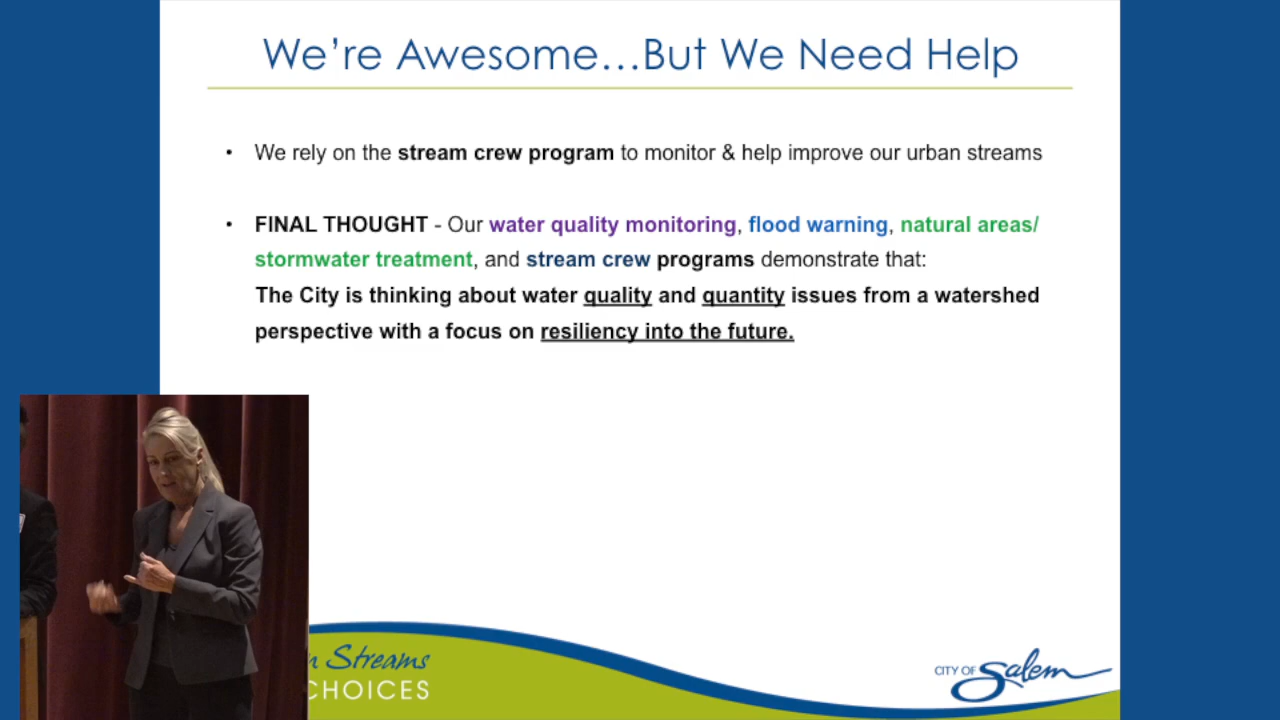 We're Awesome...But We Need Help
• We rely on the stream crew program to monitor & help improve our urban streams
• FINAL THOUGHT - Our water quality monitoring, flood warning, natural areas/
stormwater treatment, and stream crew programs demonstrate that:
The City is thinking about water quality and quantity issues from a watershed
perspective with a focus on resiliency into the future.
Streams
CHOICES
CITY OF Salem